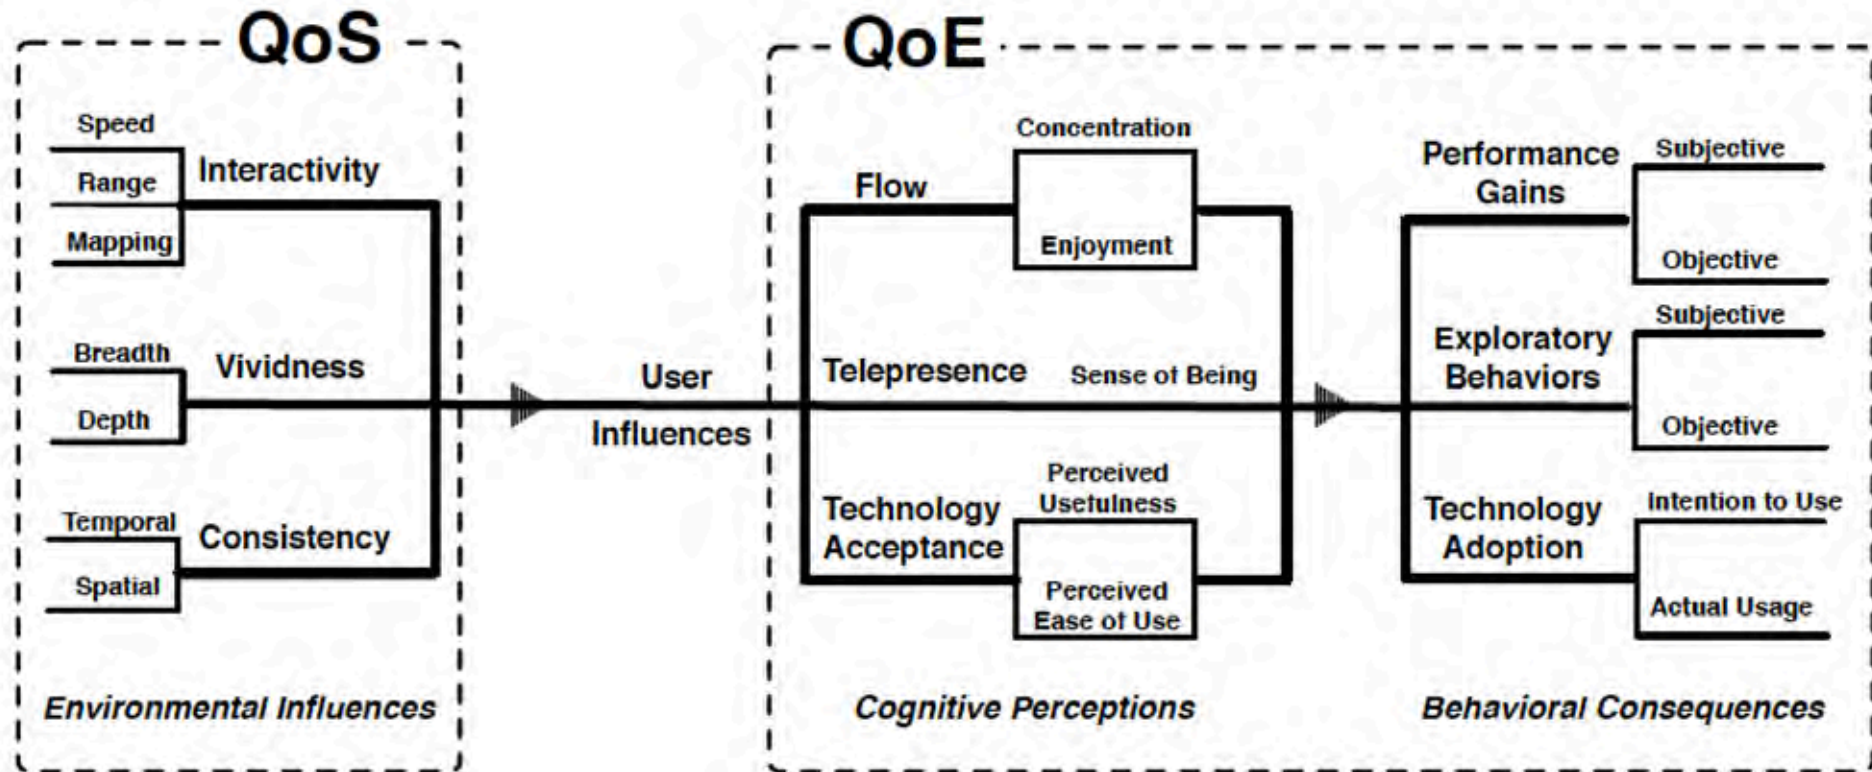 QoS
Speed
Range
Mapping
Interactivity
Breadth
Depth
Vividness
Temporal
Spatial
Consistency
Environmental Influences
User
Influences
QoE
Flow
Concentration
Enjoyment
Telepresence
Sense of Being
Technology
Acceptance
Perceived
Usefulness
Perceived
Ease of Use
Cognitive Perceptions
Performance
Gains
Subjective
Objective
Exploratory
Behaviors
Subjective
Objective
Technology
Adoption
Intention to Use
Actual Usage
Behavioral Consequences